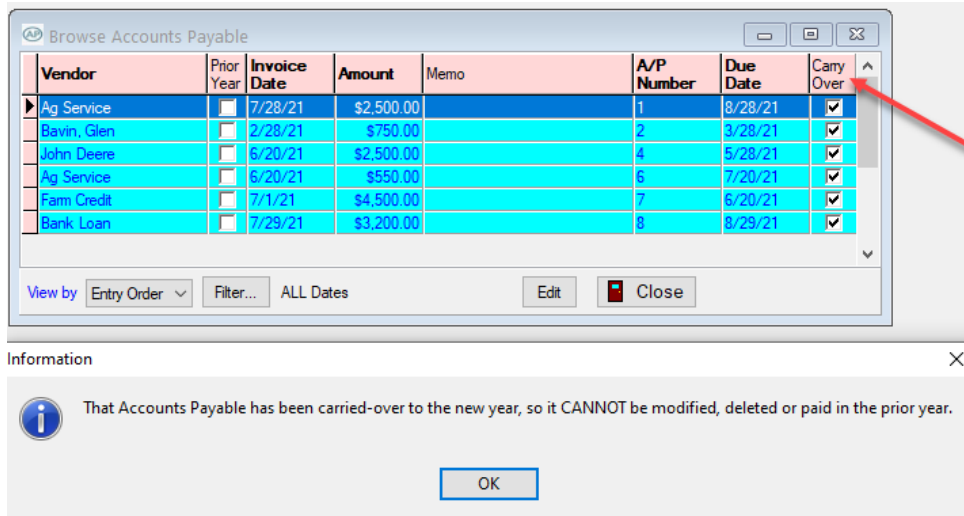 AP Browse Accounts Payable
Vendor Prior Year Invoice Date Amount Memo A/P Number Due Date Carry Over
Ag Service 7/28/21 $2,500.00 1 8/28/21
Bavin, Glen 2/28/21 $750.00 2 3/28/21
John Deere 6/20/21 $2,500.00 4 5/28/21
Ag Service 6/20/21 $550.00 6 7/20/21
Farm Credit 7/1/21 $4,500.00 7 6/20/21
Bank Loan 7/29/21 $3,200.00 8 8/29/21
View by Entry Order Filter... ALL Dates Edit Close
Information
That Accounts Payable has been carried-over to the new year, so it CANNOT be modified, deleted or paid in the prior year.
OK